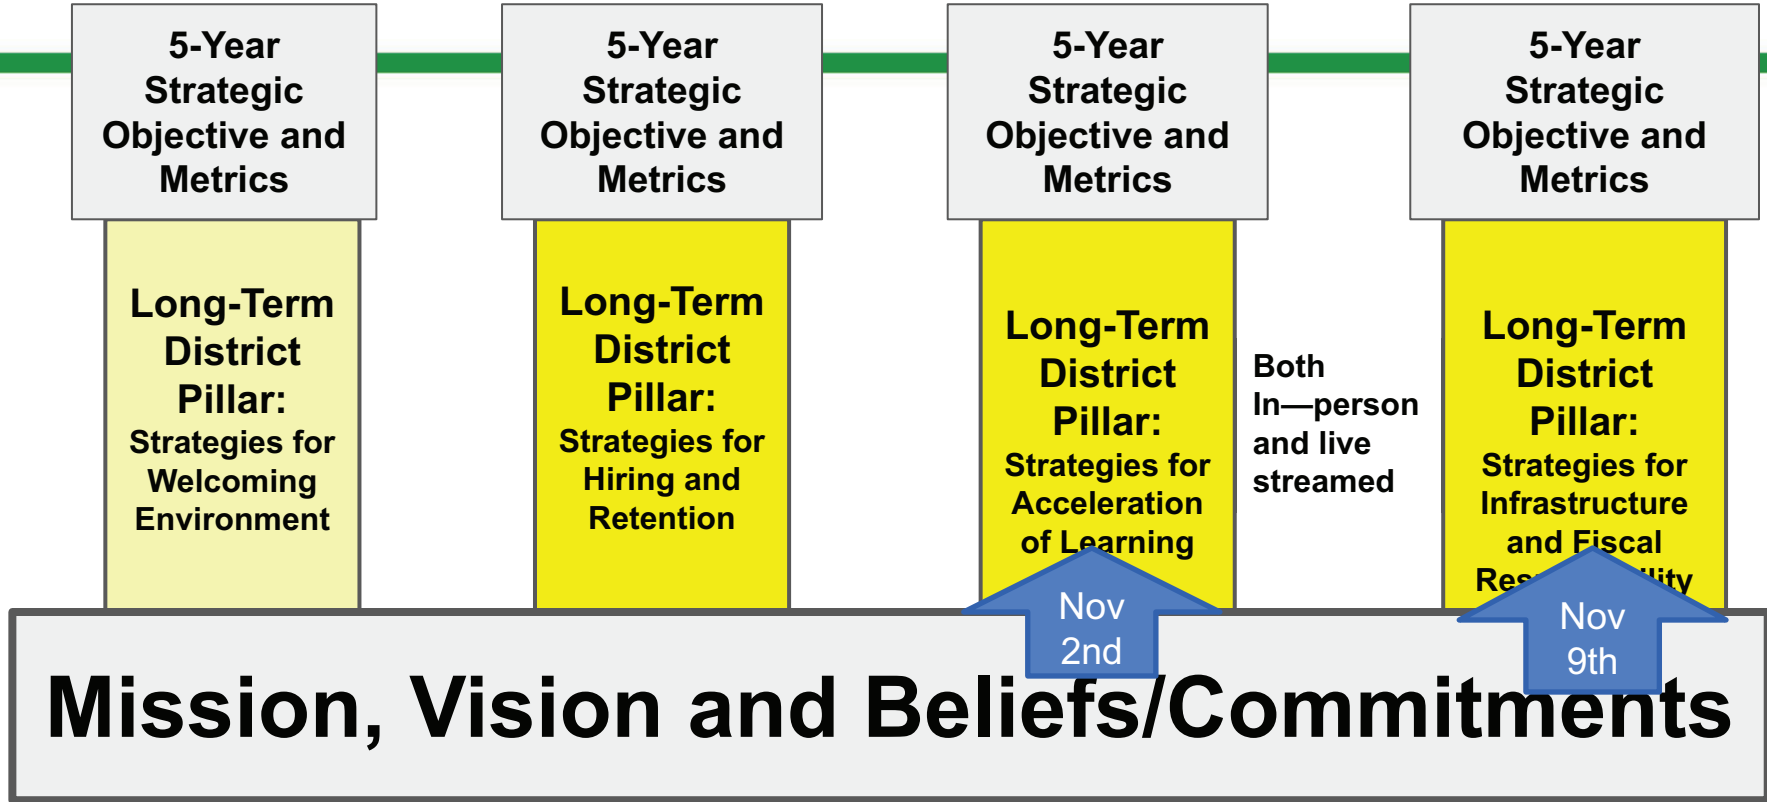 5-Year
Strategic
Objective and
Metrics
Long-Term
District
Pillar:
Strategies for
Welcoming
Environment
5-Year
Strategic
Objective and
Metrics
Long-Term
District
Pillar:
Strategies for
Hiring and
Retention
5-Year
Strategic
Objective and
Metrics
Long-Term
District
Pillar:
Strategies for
Acceleration
of Learning
Nov
2nd
Both
In—person
and live
streamed
5-Year
Strategic
Objective and
Metrics
Long-Term
District
Pillar:
Strategies for
Infrastructure
and Fiscal
Nov
9th
Mission, Vision and Beliefs/Commitments